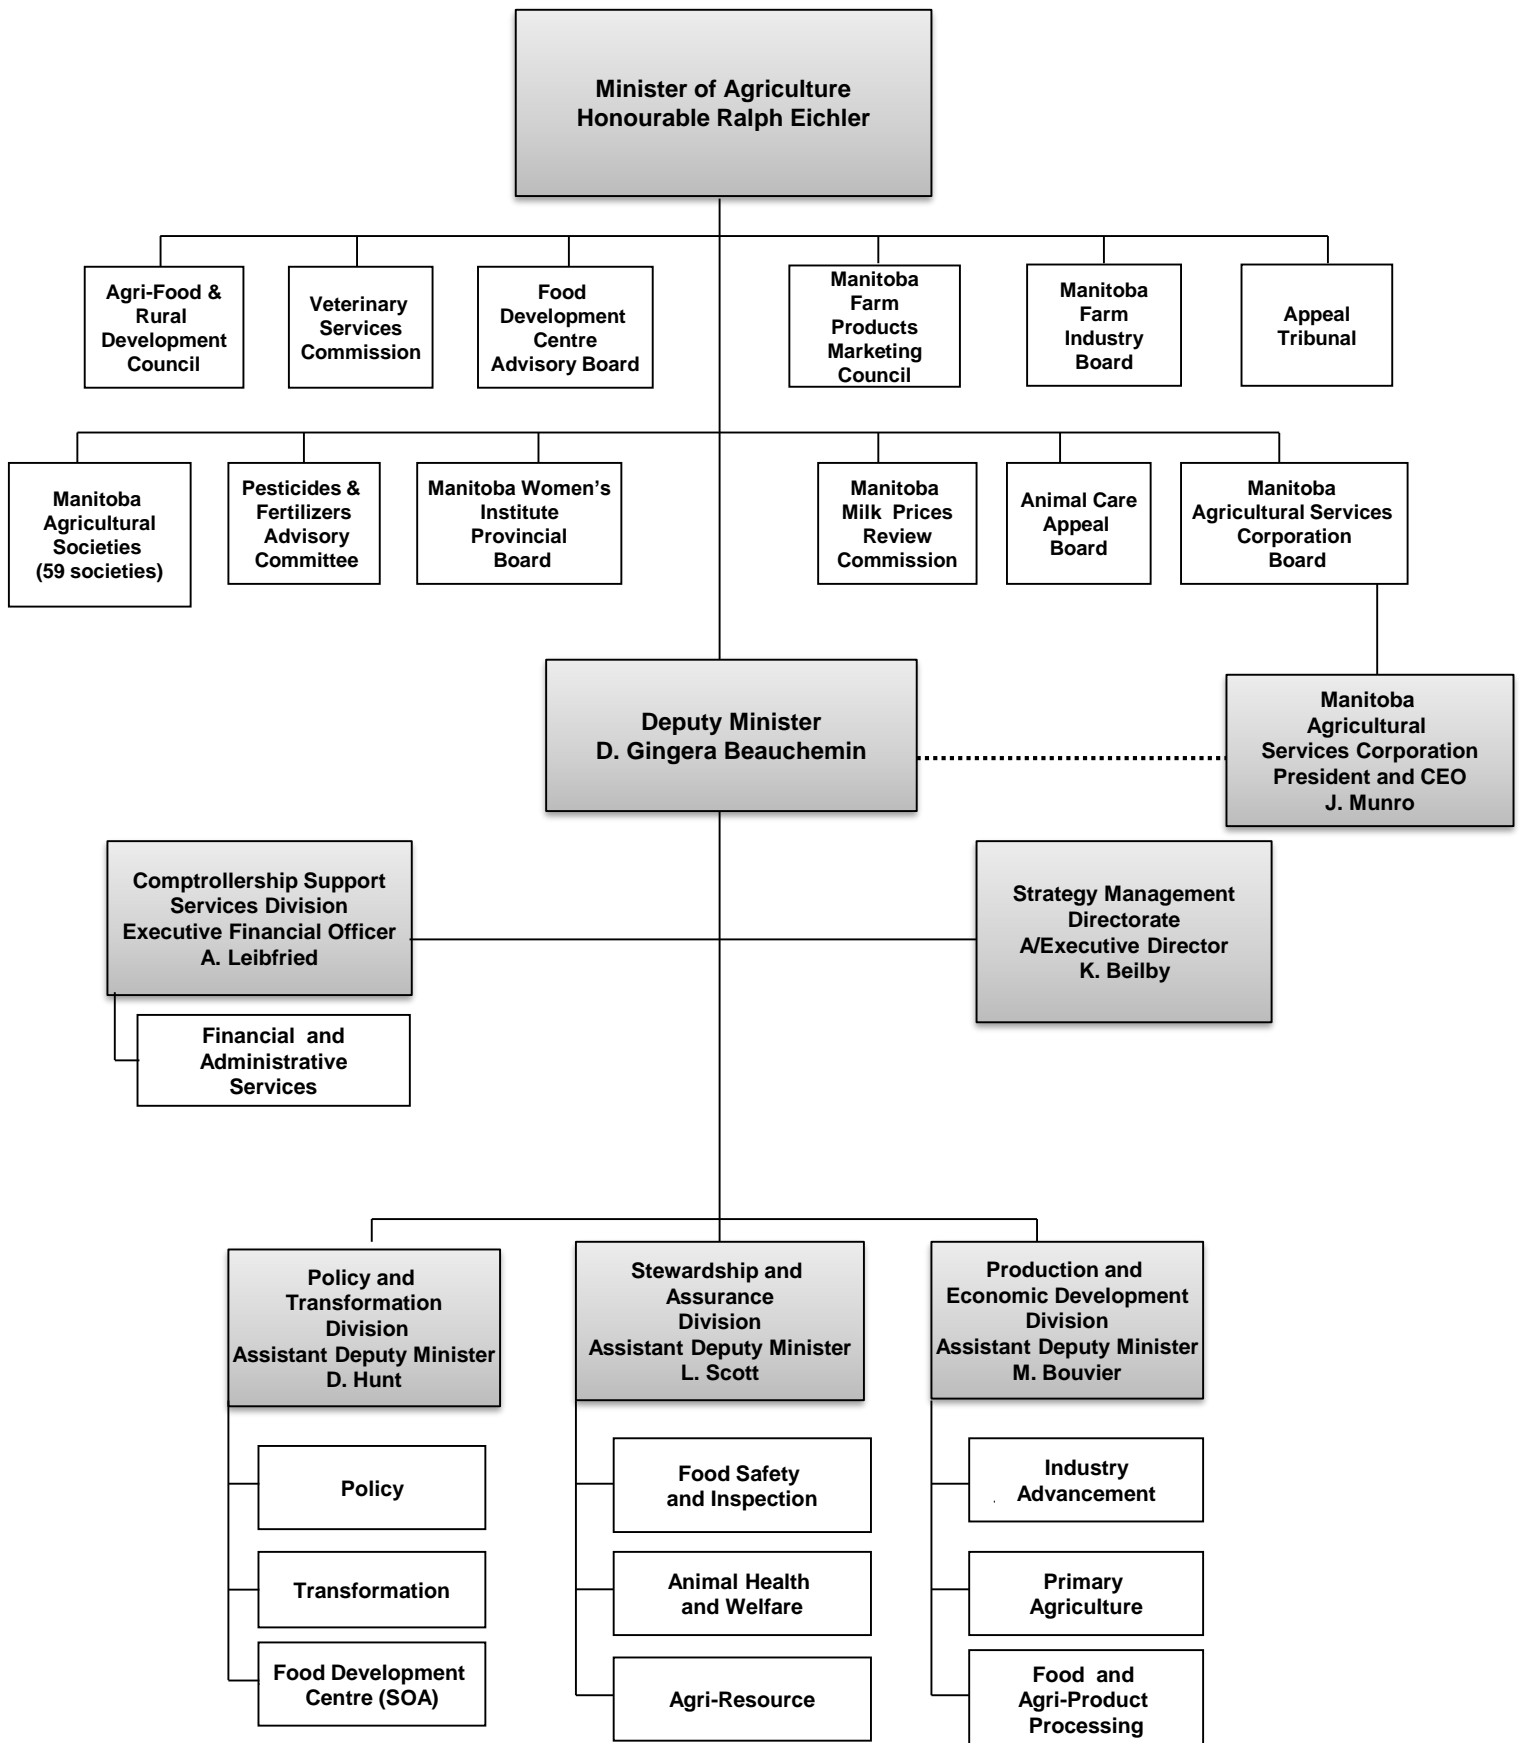 Minister of Agriculture
Honourable Ralph Eichler
Agri-Food &
Rural
Development
Council
Veterinary
Services
Commission
Food
Development
Centre
Advisory Board
Manitoba
Farm
Products
Marketing
Council
Manitoba
Farm
Industry
Board
Appeal
Tribunal
Manitoba
Agricultural
Societies
(59 societies)
Pesticides &
Fertilizers
Advisory
Committee
Manitoba Women's
Institute
Provincial
Board
Manitoba
Milk Prices
Review
Commission
Animal Care
Appeal
Board
Manitoba
Agricultural Services
Corporation
Board
Deputy Minister
D. Gingera Beauchemin
Manitoba
Agricultural
Services Corporation
President and CEO
J. Munro
Comptrollership Support
Services Division
Executive Financial Officer
A. Leibfried
Strategy Management
Directorate
A/Executive Director
K. Beilby
Financial and
Administrative
Services
Policy and
Transformation
Division
Assistant Deputy Minister
D. Hunt
Stewardship and
Assurance
Division
Assistant Deputy Minister
L. Scott
Production and
Economic Development
Division
Assistant Deputy Minister
M. Bouvier
Policy
Transformation
Food Development
Centre (SOA)
Food Safety
and Inspection
Animal Health
and Welfare
Agri-Resource
Industry
Advancement
Primary
Agriculture
Food and
Agri-Product
Processing